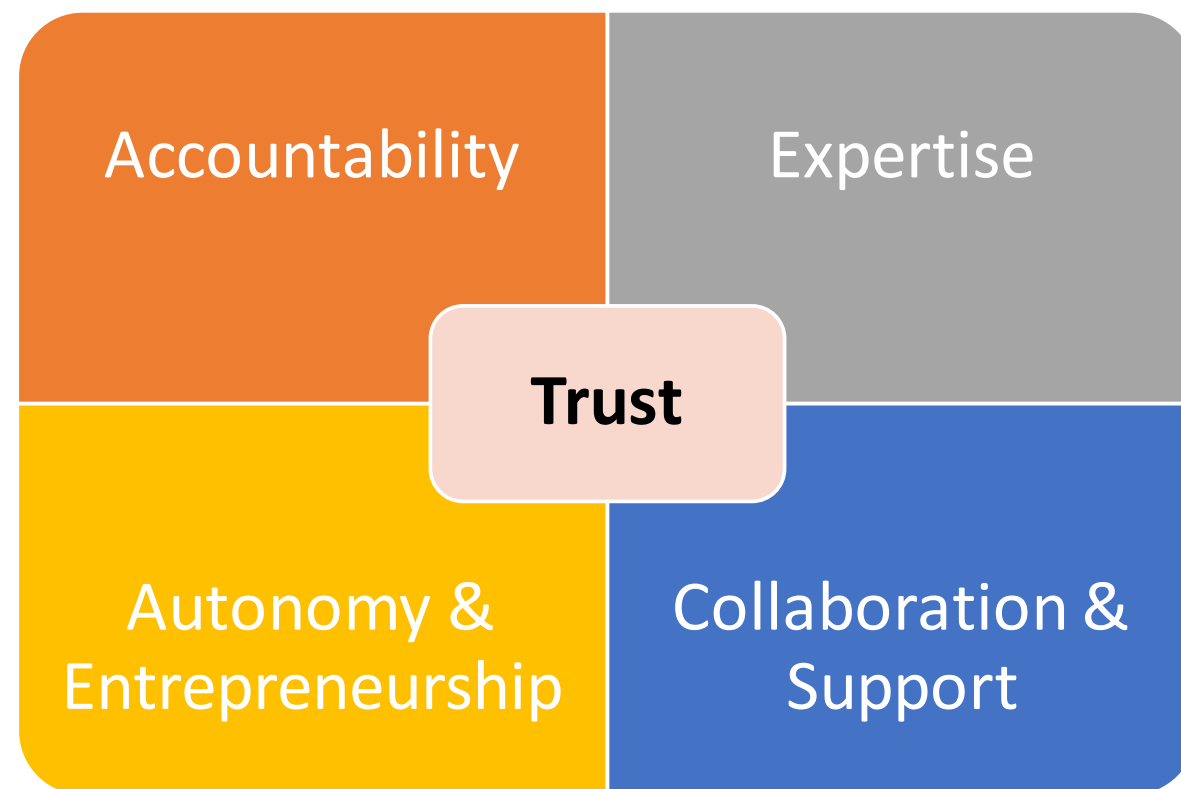 Accountability
Expertise
Trust
Autonomy &
Entrepreneurship
Collaboration &
Support